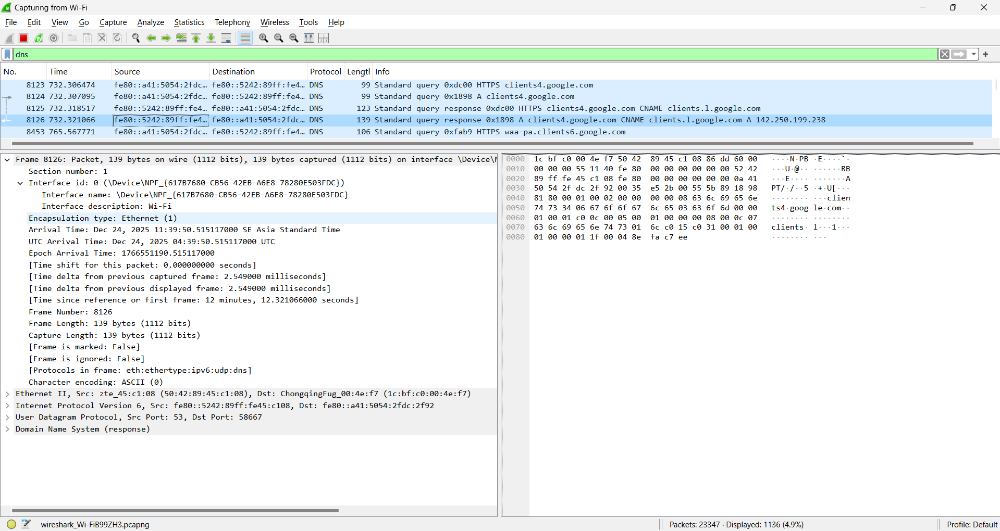 Capturing from Wi-Fi
File Edit View Go Capture Analyze Statistics Telephony Wireless Tools Help
dns
No. Time Source Destination Protocol Length Info
8123 732.306474 fe80::a41:5054:2fdc… fe80::5242:89ff:fe4… DNS 99 Standard query 0xdc00 HTTPS clients4.google.com
8124 732.307095 fe80::a41:5054:2fdc… fe80::5242:89ff:fe4… DNS 99 Standard query 0x1898 A clients4.google.com
8125 732.318517 fe80::5242:89ff:fe4… fe80::a41:5054:2fdc… DNS 123 Standard query response 0xdc00 HTTPS clients4.google.com CNAME clients.l.google.com
8126 732.321066 fe80::5242:89ff:fe4… fe80::a41:5054:2fdc… DNS 139 Standard query response 0x1898 A clients4.google.com CNAME clients.l.google.com A 142.250.199.238
8453 765.567771 fe80::a41:5054:2fdc… fe80::5242:89ff:fe4… DNS 106 Standard query 0xfab9 HTTPS waa-pa.clients6.google.com
Frame 8126: Packet, 139 bytes on wire (1112 bits), 139 bytes captured (1112 bits) on interface \Device\N
Section number: 1
Interface id: 0 (\Device\NPF_{617B7680-CB56-42EB-A6E8-78280E503FDC})
Interface name: \Device\NPF_{617B7680-CB56-42EB-A6E8-78280E503FDC}
Interface description: Wi-Fi
Encapsulation type: Ethernet (1)
Arrival Time: Dec 24, 2025 11:39:50.515117000 SE Asia Standard Time
UTC Arrival Time: Dec 24, 2025 04:39:50.515117000 UTC
Epoch Arrival Time: 1766551190.515117000
[Time shift for this packet: 0.000000000 seconds]
[Time delta from previous captured frame: 2.549000 milliseconds]
[Time delta from previous displayed frame: 2.549000 milliseconds]
[Time since reference or first frame: 12 minutes, 12.321066000 seconds]
Frame Number: 8126
Frame Length: 139 bytes (1112 bits)
Capture Length: 139 bytes (1112 bits)
[Frame is marked: False]
[Frame is ignored: False]
[Protocols in frame: eth:ethertype:ipv6:udp:dns]
Character encoding: ASCII (0)
Ethernet II, Src: zte_45:c1:08 (50:42:89:45:c1:08), Dst: ChongqingFug_00:4e:f7 (1c:bf:c0:00:4e:f7)
Internet Protocol Version 6, Src: fe80::5242:89ff:fe45:c108, Dst: fe80::a41:5054:2fdc:2f92
User Datagram Protocol, Src Port: 53, Dst Port: 58667
Domain Name System (response)
0000 1c bf c0 00 4e f7 50 42 89 45 c1 08 86 dd 60 00 ····N·PB ·E····`·
0010 00 00 00 55 11 40 fe 80 00 00 00 00 00 00 52 42 ···U·@·· ······RB
0020 89 ff fe 45 c1 08 fe 80 00 00 00 00 00 00 0a 41 ···E···· ·······A
0030 50 54 2f dc 2f 92 00 35 e5 2b 00 55 5b 89 18 98 PT/·/··5 ·+·U[···
0040 81 80 00 01 00 02 00 00 00 00 08 63 6c 69 65 6e ········ ···clien
0050 74 73 34 06 67 6f 6f 67 6c 65 03 63 6f 6d 00 00 ts4·goog le·com··
0060 01 00 01 c0 0c 00 05 00 01 00 00 00 08 00 0c 07 ········ ········
0070 63 6c 69 65 6e 74 73 01 6c c0 15 c0 31 00 01 00 clients· l···1···
0080 01 00 00 01 1f 00 04 8e fa c7 ee ········ ···
wireshark_Wi-FiB99ZH3.pcapng
Packets: 23347 · Displayed: 1136 (4.9%)
Profile: Default